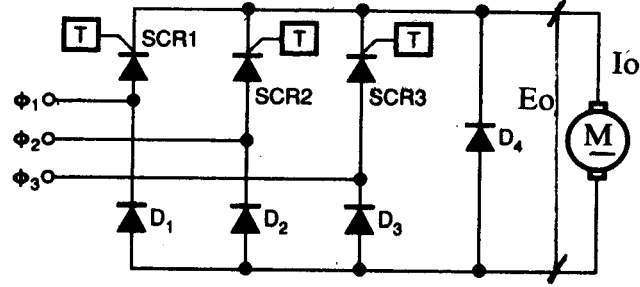 T SCR1 T T Io
SCR2 SCR3 Eo
ϕ1
ϕ2 D4 M
ϕ3
D1 D2 D3